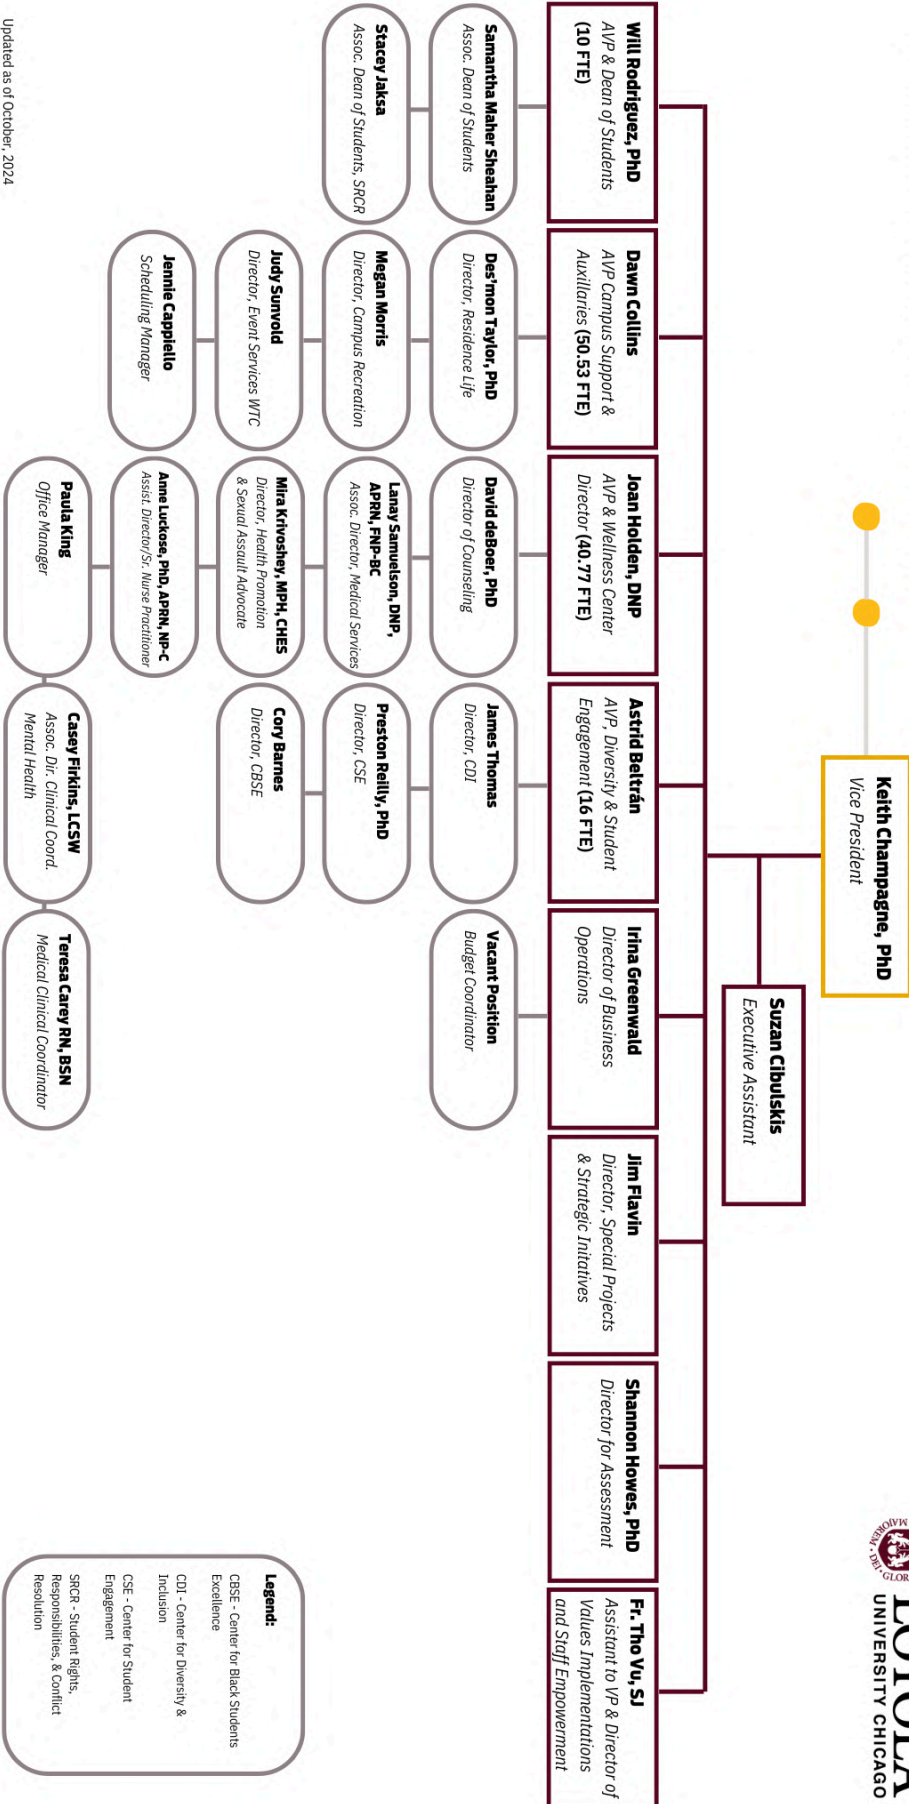 MAJOREM · DEI · GLOR
LOYOLA
UNIVERSITY CHICAGO
Keith Champagne, PhD
Vice President
Suzan Cibulskis
Executive Assistant
Will Rodriguez, PhD
AVP & Dean of Students
(10 FTE)
Dawn Collins
AVP Campus Support &
Auxillaries (50.53 FTE)
Joan Holden, DNP
AVP & Wellness Center
Director (40.77 FTE)
Astrid Beltrán
AVP, Diversity & Student
Engagement (16 FTE)
Irina Greenwald
Director of Business
Operations
Jim Flavin
Director, Special Projects
& Strategic Initatives
Shannon Howes, PhD
Director for Assessment
Fr. Tho Vu, SJ
Assistant to VP & Director of
Values Implementations
and Staff Empowerment
Samantha Maher Sheahan
Assoc. Dean of Students
Des'mon Taylor, PhD
Director, Residence Life
David deBoer, PhD
Director of Counseling
James Thomas
Director, CDI
Vacant Position
Budget Coordinator
Stacey Jaksa
Assoc. Dean of Students, SRCR
Megan Morris
Director, Campus Recreation
Lanay Samuelson, DNP,
APRN, FNP-BC
Assoc. Director, Medical Services
Preston Reilly, PhD
Director, CSE
Judy Sunvold
Director, Event Services WTC
Mira Krivoshey, MPH, CHES
Director, Health Promotion
& Sexual Assault Advocate
Cory Barnes
Director, CBSE
Jennie Cappiello
Scheduling Manager
Anne Luckose, PhD, APRN, NP-C
Assist. Director/Sr. Nurse Practitioner
Paula King
Office Manager
Casey Firkins, LCSW
Assoc. Dir. Clinical Coord.
Mental Health
Teresa Carey RN, BSN
Medical Clinical Coordinator
Legend:
CBSE - Center for Black Students
Excellence
CDI - Center for Diversity &
Inclusion
CSE - Center for Student
Engagement
SRCR - Student Rights,
Responsibilities, & Conflict
Resolution
Updated as of October, 2024